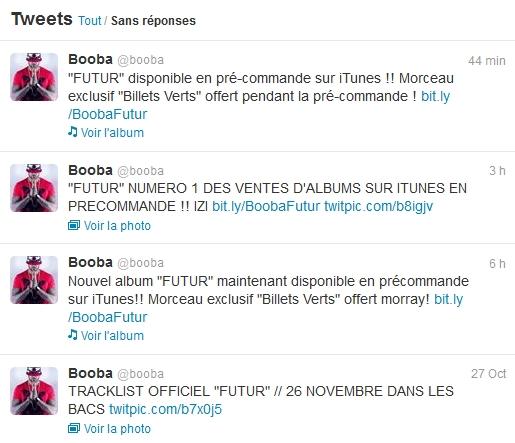 Tweets Tout / Sans réponses
Booba @booba 44 min
"FUTUR" disponible en pré-commande sur iTunes !! Morceau
exclusif "Billets Verts" offert pendant la pré-commande ! bit.ly
/BoobaFutur
Voir l'album
Booba @booba 3 h
"FUTUR" NUMERO 1 DES VENTES D'ALBUMS SUR ITUNES EN
PRECOMMANDE !! IZI bit.ly/BoobaFutur twitpic.com/b8igjv
Voir la photo
Booba @booba 6 h
Nouvel album "FUTUR" maintenant disponible en précommande
sur iTunes!! Morceau exclusif "Billets Verts" offert morray! bit.ly
/BoobaFutur
Voir l'album
Booba @booba 27 Oct
TRACKLIST OFFICIEL "FUTUR" // 26 NOVEMBRE DANS LES
BACS twitpic.com/b7x0j5
Voir la photo